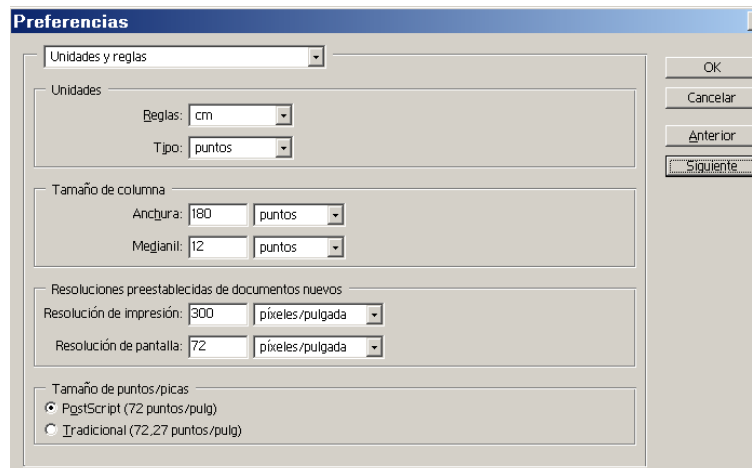 Preferencias
Unidades y reglas
OK
Unidades
Cancelar
Reglas: cm
Anterior
Tipo: puntos
Siguiente
Tamaño de columna
Anchura: 180 puntos
Medianil: 12 puntos
Resoluciones preestablecidas de documentos nuevos
Resolución de impresión: 300 píxeles/pulgada
Resolución de pantalla: 72 píxeles/pulgada
Tamaño de puntos/picas
PostScript (72 puntos/pulg)
Tradicional (72,27 puntos/pulg)